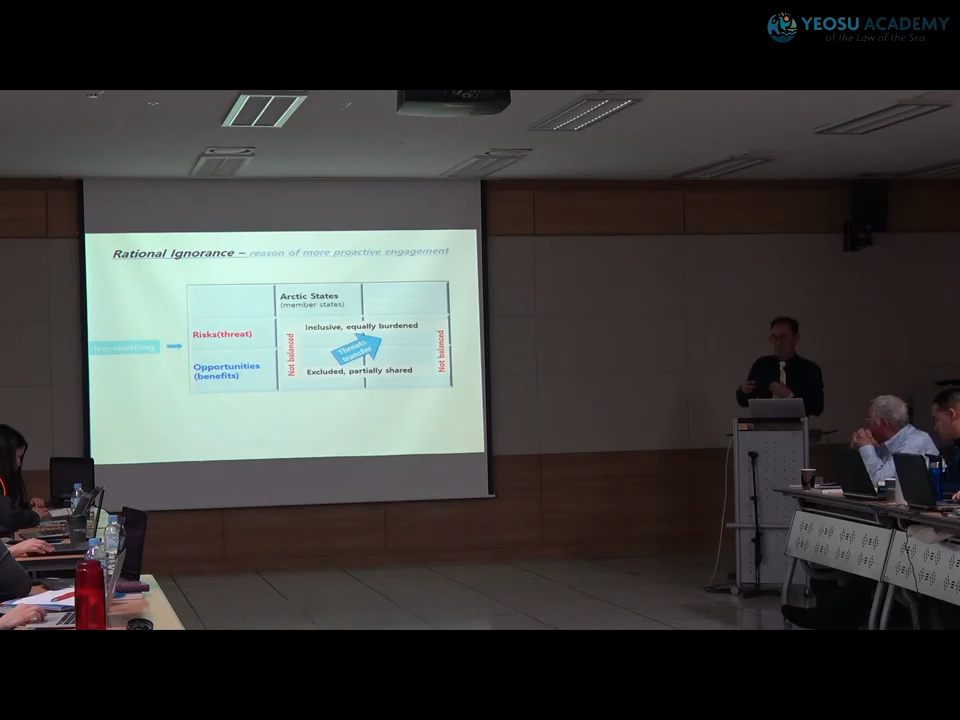 YEOSU ACADEMY
of the Law of the Sea
Rational Ignorance – reason of more proactive engagement
Arctic States
(member states)
Risks(threat)
Inclusive, equally burdened
Not balanced
Threats
transfer
Not balanced
Opportunities
(benefits)
Excluded, partially shared